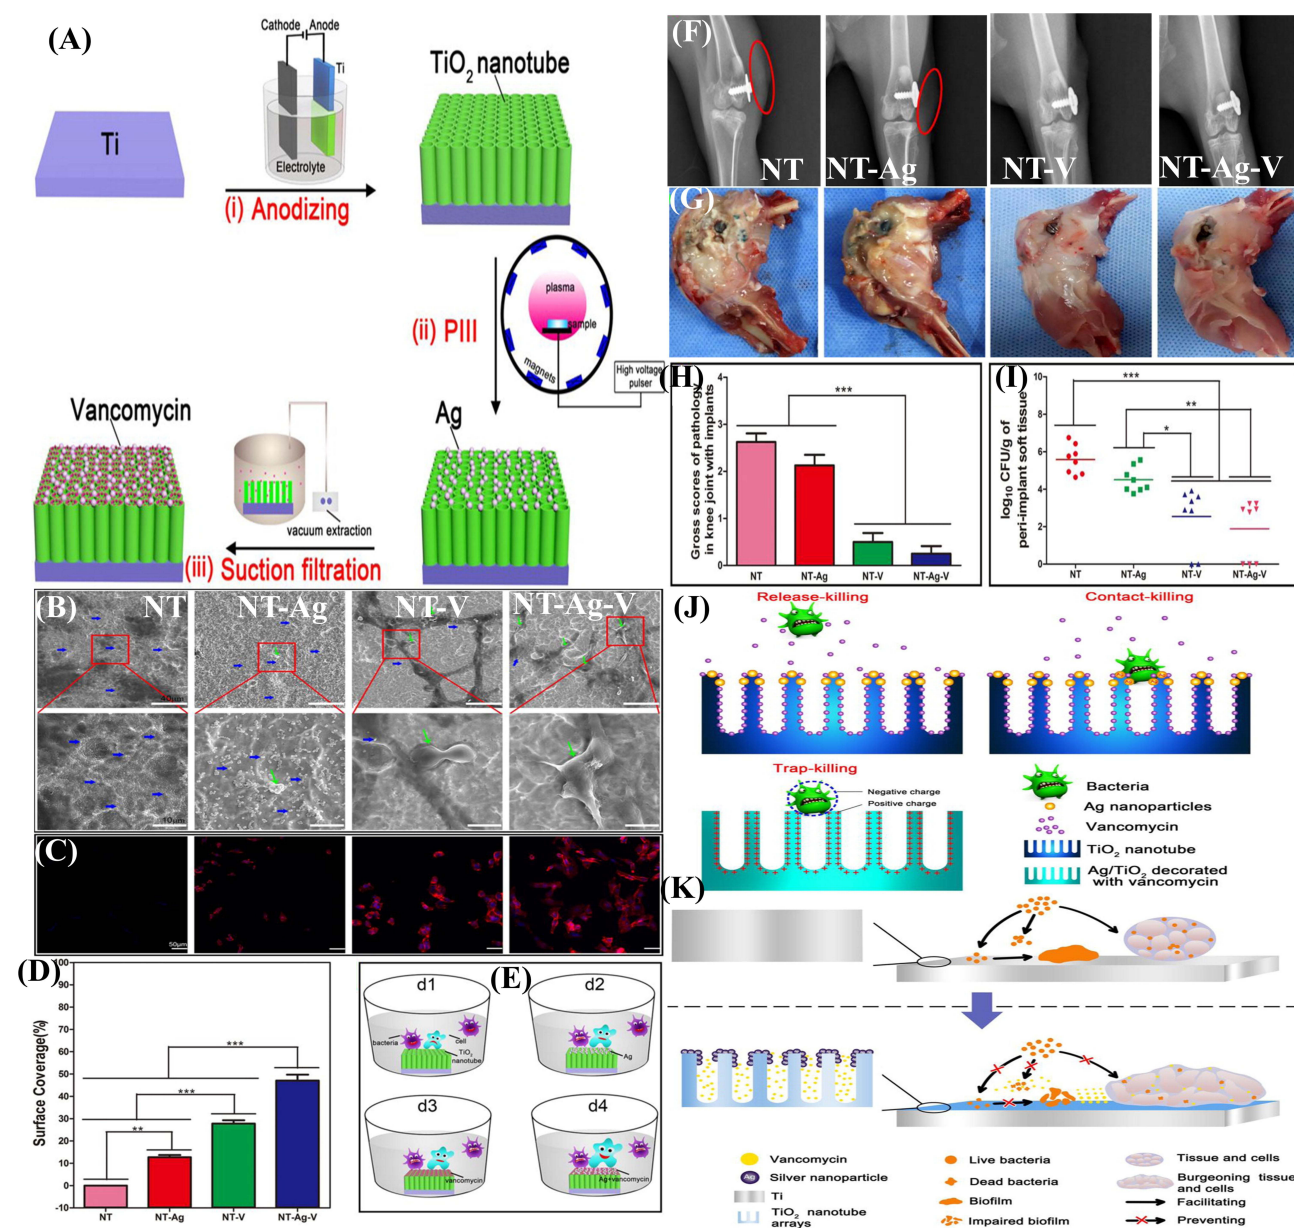 (A)
Cathode
Anode
Ti
Electrolyte
Ti
(i) Anodizing
TiO2 nanotube
(ii) PIII
plasma
sample
magnets
High voltage
pulser
Ag
Vancomycin
vacuum extraction
(iii) Suction filtration
(B)
NT
NT-Ag
NT-V
NT-Ag-V
40μm
10μm
(C)
50μm
(D)
Surface Coverage(%)
100
90
80
70
60
50
40
30
20
10
0
-10
**
***
***
NT
NT-Ag
NT-V
NT-Ag-V
(E)
d1
bacteria
cell
TiO2
nanotube
d2
Ag
d3
vancomycin
d4
Ag+vancomycin
(F)
NT
NT-Ag
NT-V
NT-Ag-V
(G)
(H)
Gross scores of pathology
in knee joint with implants
4
3
2
1
0
***
NT
NT-Ag
NT-V
NT-Ag-V
(I)
log10 CFU/g of
peri-implant soft tissue
10
8
6
4
2
0
***
**
*
NT
NT-Ag
NT-V
NT-Ag-V
(J)
Release-killing
Contact-killing
Trap-killing
Negative charge
Positive charge
Bacteria
Ag nanoparticles
Vancomycin
TiO2 nanotube
Ag/TiO2 decorated
with vancomycin
(K)
Vancomycin
Ag
Silver nanoparticle
Ti
TiO2 nanotube
arrays
Live bacteria
Dead bacteria
Biofilm
Impaired biofilm
Tissue and cells
Burgeoning tissue
and cells
Facilitating
Preventing